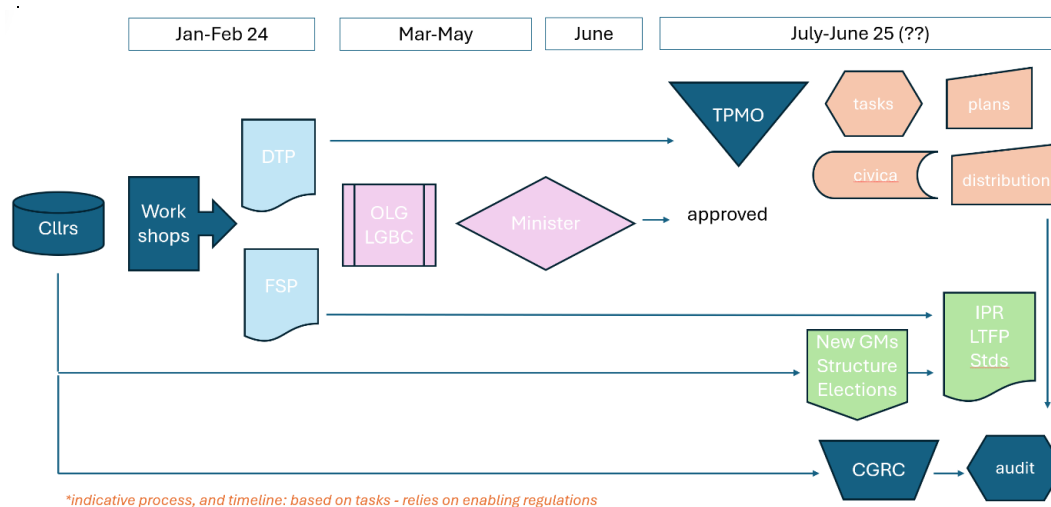 Jan-Feb 24
Mar-May
June
July-June 25 (??)
TPMO
tasks
plans
DTP
civica
distribution
Cllrs
Work
shops
OLG
LGBC
Minister
approved
FSP
IPR
LTFP
Stds
New GMs
Structure
Elections
CGRC
audit
*indicative process, and timeline: based on tasks - relies on enabling regulations